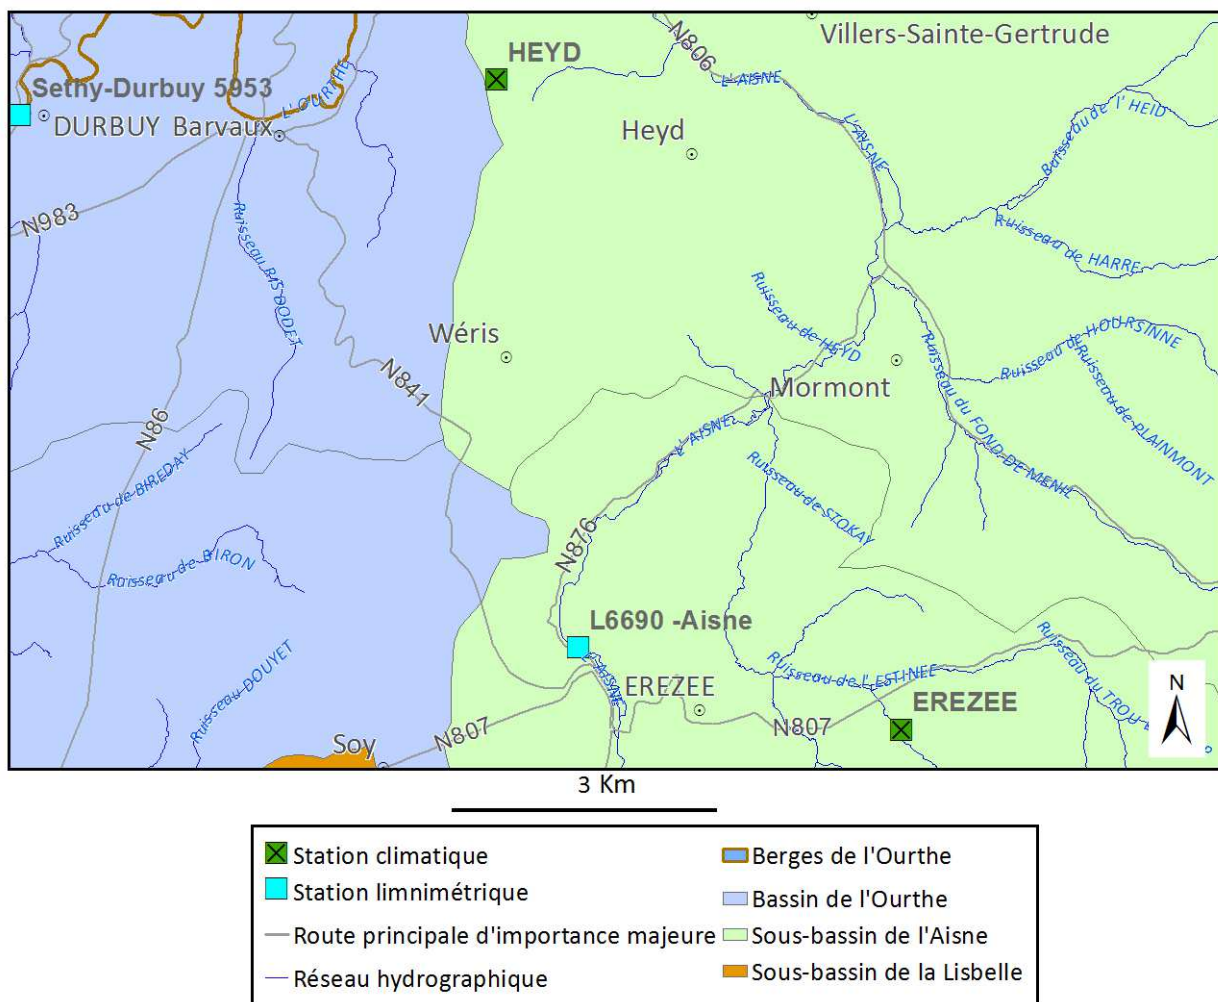 N806
Villers-Sainte-Gertrude
HEYD
L'OURTHE
L'AISNE
Sethy-Durbuy 5953
DURBUY Barvaux
Heyd
L'AISNE
Ruisseau de l' HEID
N983
Ruisseau RIS DODET
Ruisseau de HARRE
Ruisseau de HEYD
Wéris
Ruisseau de HOURSINNE
N841
Mormont
Ruisseau du FOND DE MENIL
Ruisseau de PLAINMONT
N86
L'AISNE
Ruisseau de BIREDAY
Ruisseau de STOKAY
N876
Ruisseau de BIRON
L6690 -Aisne
L'AISNE
Ruisseau DOUYET
EREZEE
Ruisseau de l' ESTINEE
Ruisseau du TROU
EREZEE
N
Soy
N807
N807
3 Km
Station climatique
Station limnimétrique
Route principale d'importance majeure
Réseau hydrographique
Berges de l'Ourthe
Bassin de l'Ourthe
Sous-bassin de l'Aisne
Sous-bassin de la Lisbelle